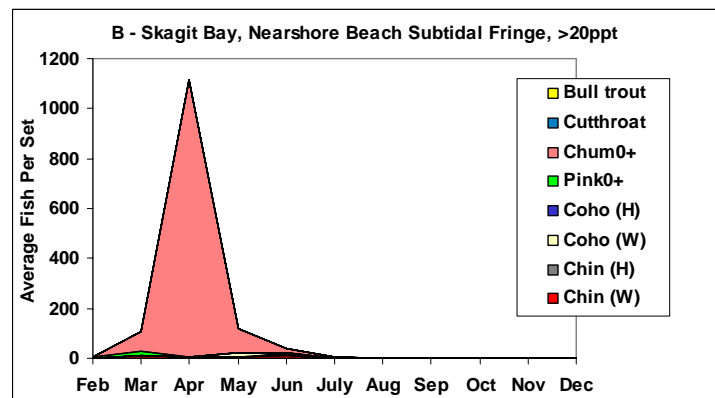 B - Skagit Bay, Nearshore Beach Subtidal Fringe, >20ppt
Average Fish Per Set
1200
1000
800
600
400
200
0
Feb Mar Apr May Jun July Aug Sep Oct Nov Dec
Bull trout
Cutthroat
Chum0+
Pink0+
Coho (H)
Coho (W)
Chin (H)
Chin (W)